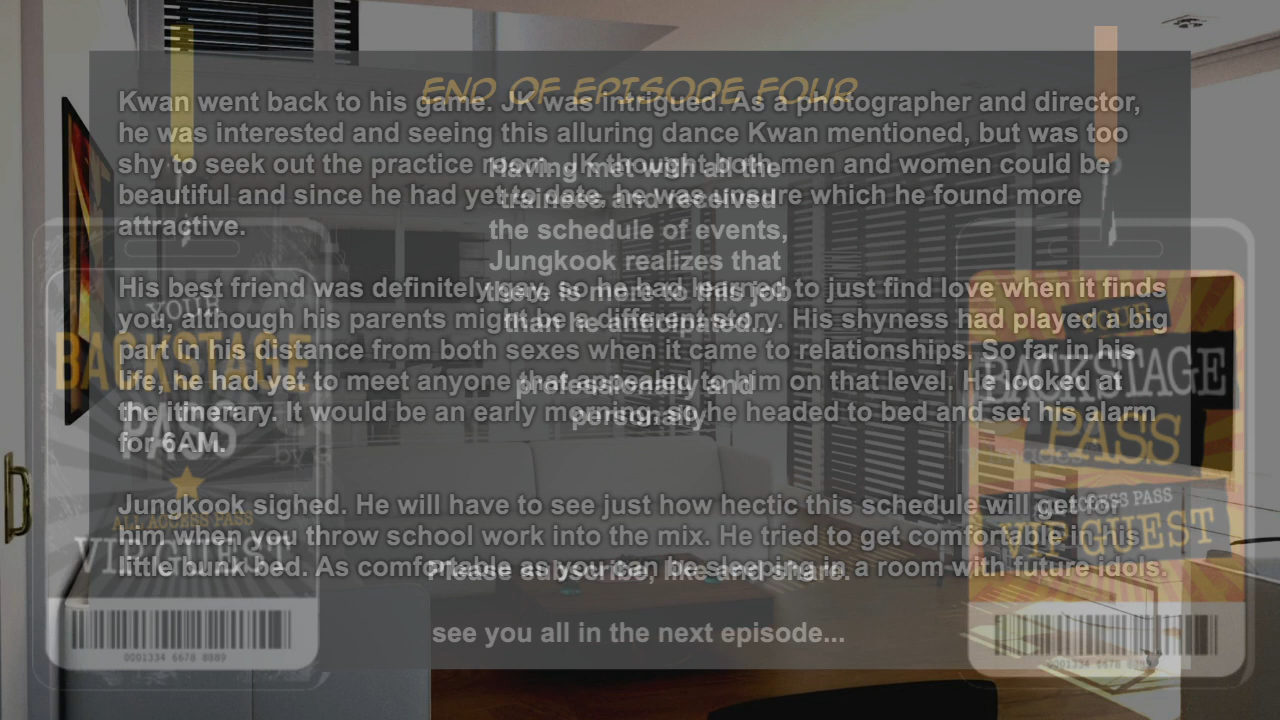 END OF EPISODE FOUR
Kwan went back to his game. JK was intrigued. As a photographer and director,
he was interested and seeing this alluring dance Kwan mentioned, but was too
shy to seek out the practice room. JK thought both men and women could be
beautiful and since he had yet to date, he was unsure which he found more
attractive.
His best friend was definitely gay, so he had learned to just find love when it finds
you, although his parents might be a different story. His shyness had played a big
part in his distance from both sexes when it came to relationships. So far in his
life, he had yet to meet anyone that appealed to him on that level. He looked at
the itinerary. It would be an early morning, so he headed to bed and set his alarm
for 6AM.
Jungkook sighed. He will have to see just how hectic this schedule will get for
him when you throw school work into the mix. He tried to get comfortable in his
little bunk bed. As comfortable as you can be sleeping in a room with future idols.
Having met with all the
trainees, and received
the schedule of events,
Jungkook realizes that
there is more to this job
than he anticipated...
professionally and
personally
Please subscribe, like and share.
see you all in the next episode...
YOUR
BACKSTAGE
PASS
ALL ACCESS PASS
VIP GUEST
0001334 6678 8889
YOUR
BACKSTAGE
PASS
ACCESS PASS
VIP GUEST
0001334 6678 889